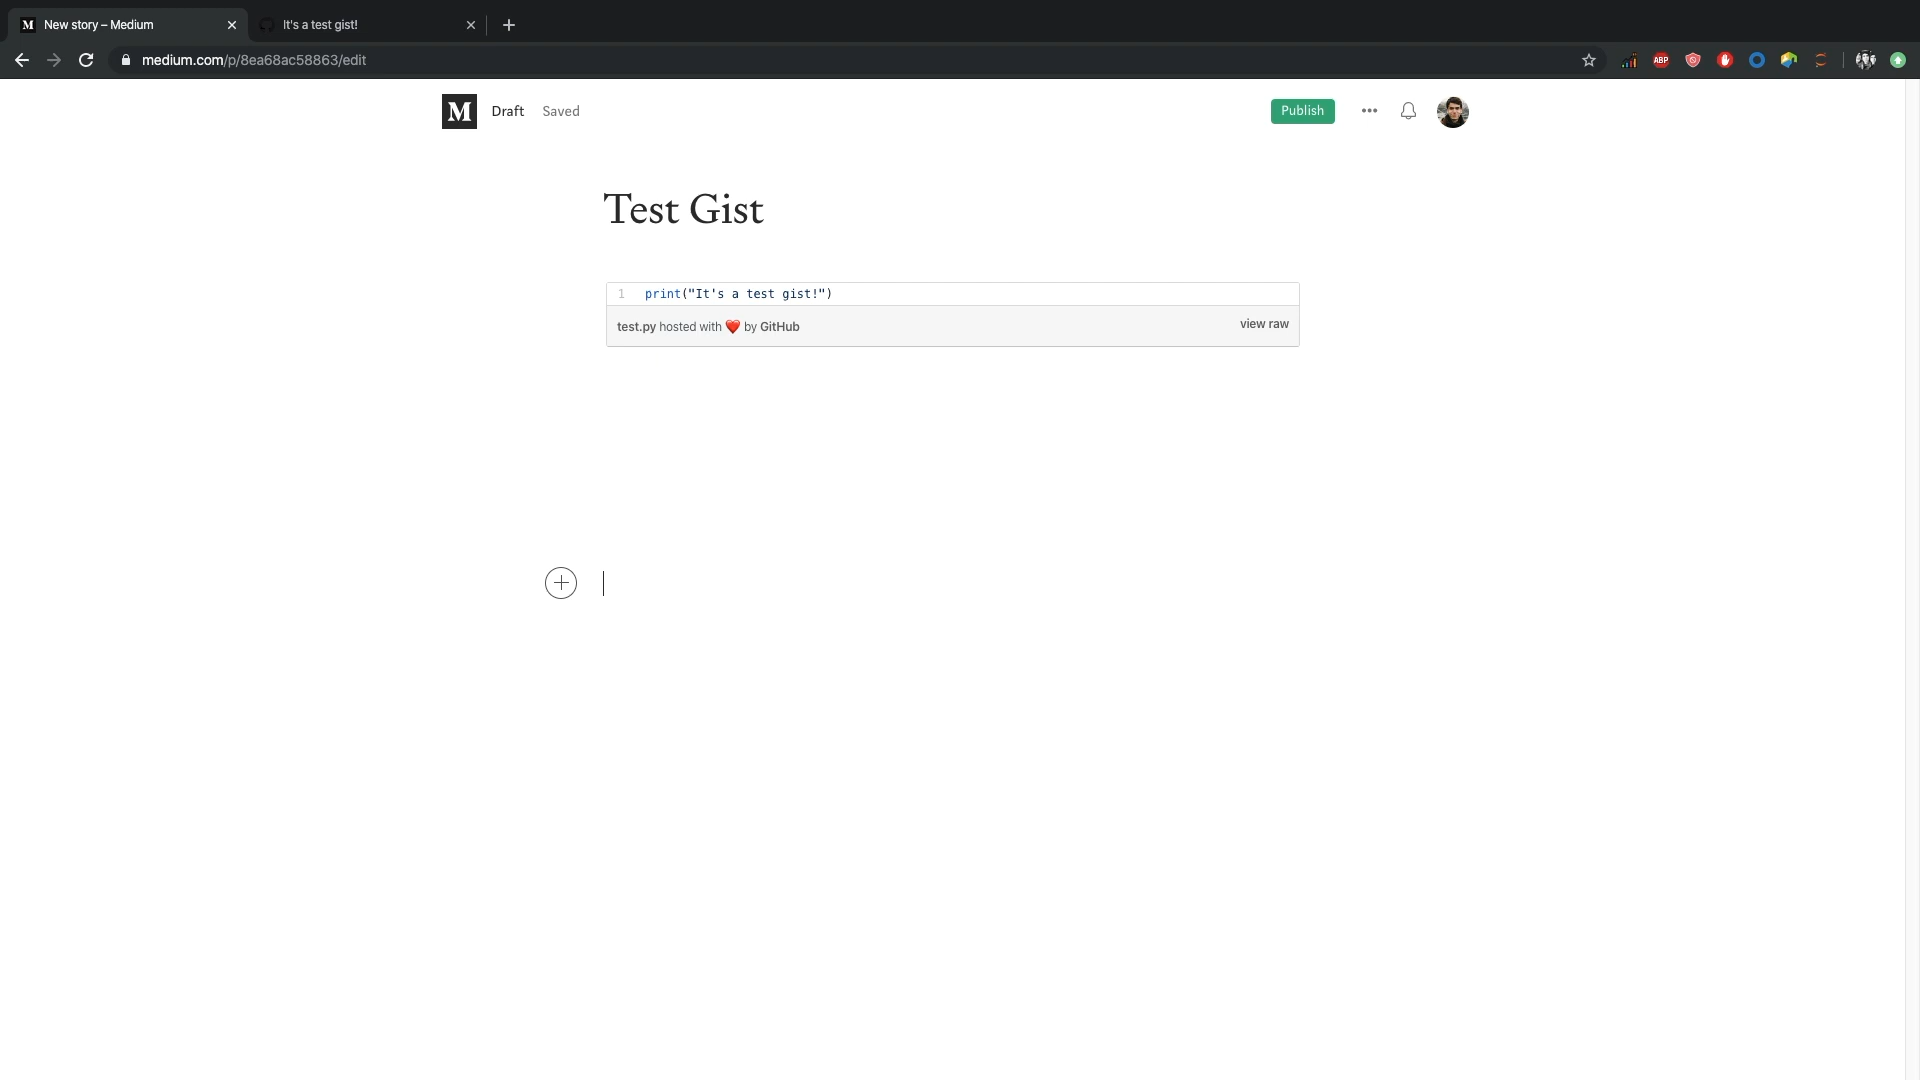 M New story – Medium
It's a test gist!
medium.com/p/8ea68ac58863/edit
ABP
M Draft Saved Publish
Test Gist
1 print("It's a test gist!")
test.py hosted with ❤ by GitHub view raw